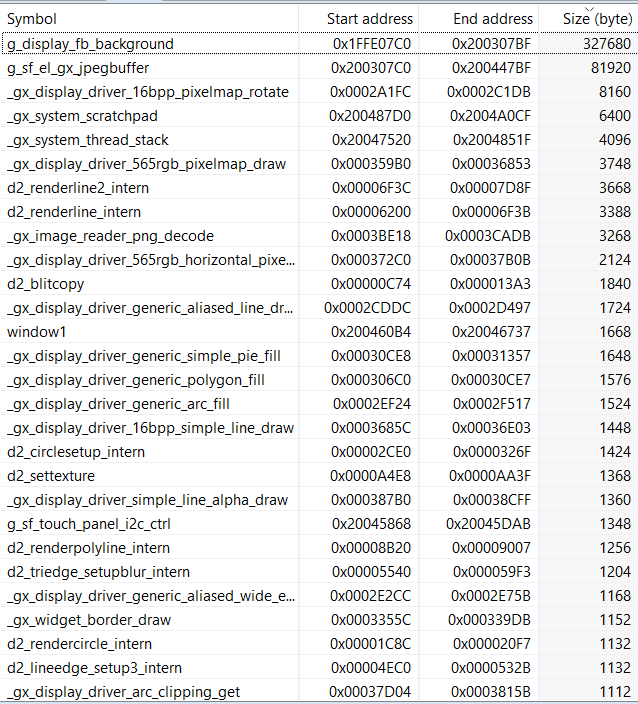 Symbol Start address End address Size (byte)
g_display_fb_background 0x1FFE07C0 0x200307BF 327680
g_sf_el_gx_jpegbuffer 0x200307C0 0x200447BF 81920
_gx_display_driver_16bpp_pixelmap_rotate 0x0002A1FC 0x0002C1DB 8160
_gx_system_scratchpad 0x200487D0 0x2004A0CF 6400
_gx_system_thread_stack 0x20047520 0x2004851F 4096
_gx_display_driver_565rgb_pixelmap_draw 0x000359B0 0x00036853 3748
d2_renderline2_intern 0x00006F3C 0x00007D8F 3668
d2_renderline_intern 0x00006200 0x00006F3B 3388
_gx_image_reader_png_decode 0x0003BE18 0x0003CADB 3268
_gx_display_driver_565rgb_horizontal_pixe... 0x000372C0 0x00037B0B 2124
d2_blitcopy 0x00000C74 0x000013A3 1840
_gx_display_driver_generic_aliased_line_dr... 0x0002CDDC 0x0002D497 1724
window1 0x200460B4 0x20046737 1668
_gx_display_driver_generic_simple_pie_fill 0x00030CE8 0x00031357 1648
_gx_display_driver_generic_polygon_fill 0x000306C0 0x00030CE7 1576
_gx_display_driver_generic_arc_fill 0x0002EF24 0x0002F517 1524
_gx_display_driver_16bpp_simple_line_draw 0x0003685C 0x00036E03 1448
d2_circlesetup_intern 0x00002CE0 0x0000326F 1424
d2_settexture 0x0000A4E8 0x0000AA3F 1368
_gx_display_driver_simple_line_alpha_draw 0x000387B0 0x00038CFF 1360
g_sf_touch_panel_i2c_ctrl 0x20045868 0x20045DAB 1348
d2_renderpolyline_intern 0x00008B20 0x00009007 1256
d2_triedge_setupblur_intern 0x00005540 0x000059F3 1204
_gx_display_driver_generic_aliased_wide_e... 0x0002E2CC 0x0002E75B 1168
_gx_widget_border_draw 0x0003355C 0x000339DB 1152
d2_rendercircle_intern 0x00001C8C 0x000020F7 1132
d2_lineedge_setup3_intern 0x00004EC0 0x0000532B 1132
_gx_display_driver_arc_clipping_get 0x00037D04 0x0003815B 1112